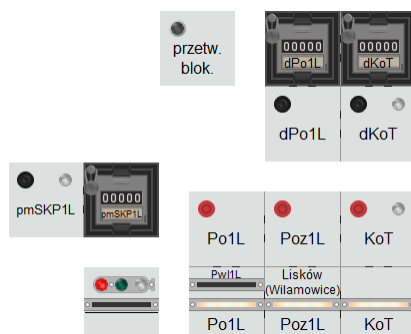 przetw.
blok.
00000
00000
dPo1L
dKoT
dPo1L
dKoT
pmSKP1L
00000
pmSKP1L
Po1L
Poz1L
KoT
Pwl1L
Lisków
(Wilamowice)
Po1L
Poz1L
KoT